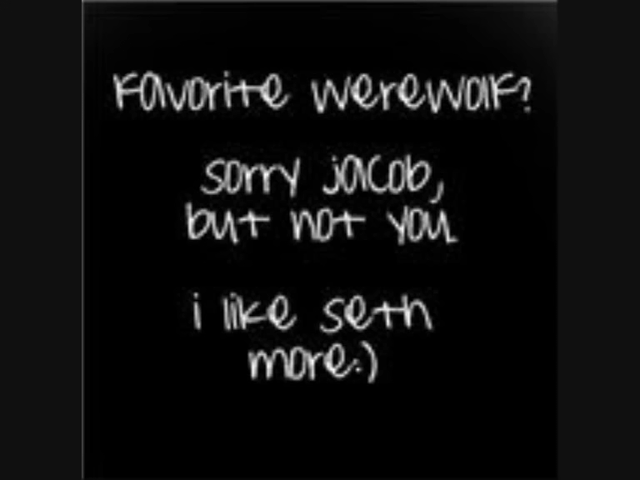 Favorite werewolf?
sorry jacob,
but not you
i like seth
more:)